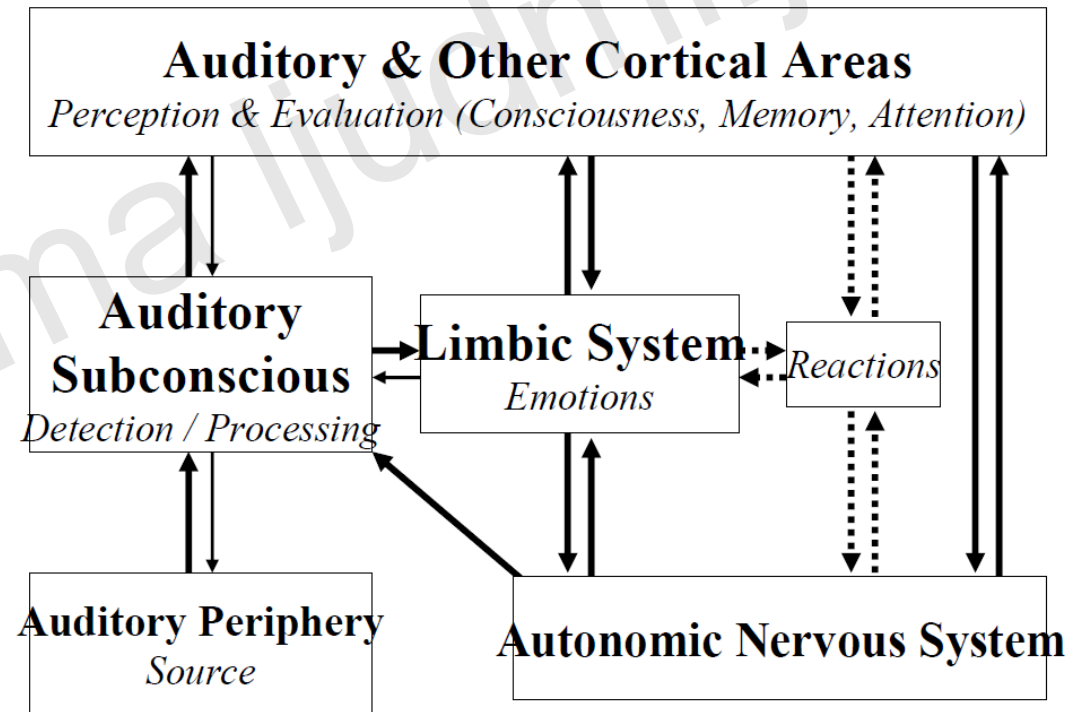 Auditory & Other Cortical Areas
Perception & Evaluation (Consciousness, Memory, Attention)
Auditory
Subconscious
Detection / Processing
Limbic System
Emotions
Reactions
Auditory Periphery
Source
Autonomic Nervous System